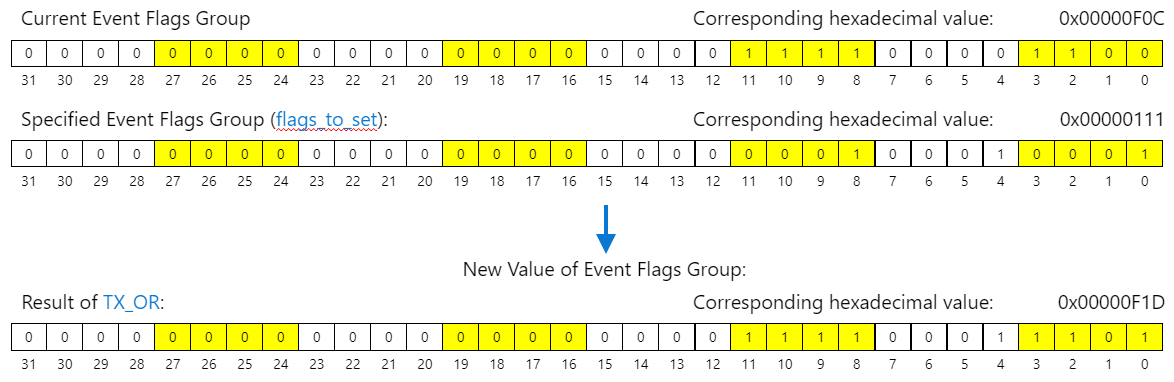 Current Event Flags Group Corresponding hexadecimal value: 0x00000F0C
0 0 0 0 0 0 0 0 0 0 0 0 0 0 0 0 0 0 0 0 1 1 1 1 0 0 0 0 1 1 0 0
31 30 29 28 27 26 25 24 23 22 21 20 19 18 17 16 15 14 13 12 11 10 9 8 7 6 5 4 3 2 1 0
Specified Event Flags Group (flags_to_set): Corresponding hexadecimal value: 0x00000111
0 0 0 0 0 0 0 0 0 0 0 0 0 0 0 0 0 0 0 0 0 0 0 1 0 0 0 1 0 0 0 1
31 30 29 28 27 26 25 24 23 22 21 20 19 18 17 16 15 14 13 12 11 10 9 8 7 6 5 4 3 2 1 0
New Value of Event Flags Group:
Result of TX_OR: Corresponding hexadecimal value: 0x00000F1D
0 0 0 0 0 0 0 0 0 0 0 0 0 0 0 0 0 0 0 0 1 1 1 1 0 0 0 1 1 1 0 1
31 30 29 28 27 26 25 24 23 22 21 20 19 18 17 16 15 14 13 12 11 10 9 8 7 6 5 4 3 2 1 0